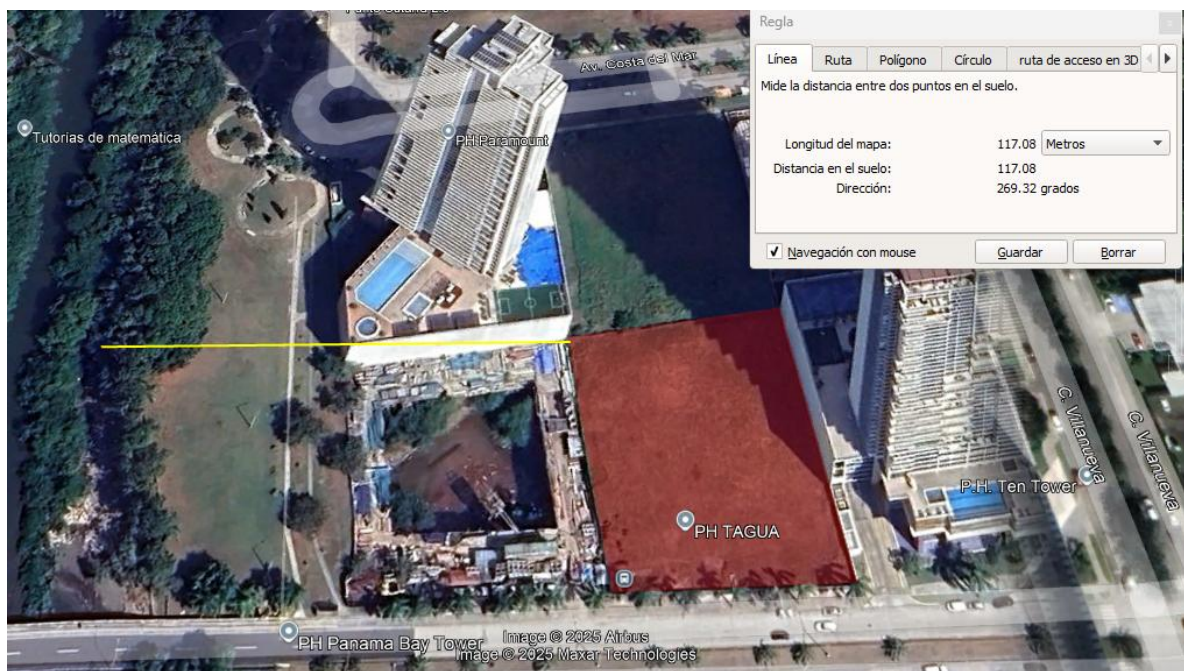 Regla
Línea Ruta Polígono Círculo ruta de acceso en 3D
Mide la distancia entre dos puntos en el suelo.
Longitud del mapa: 117.08 Metros
Distancia en el suelo: 117.08
Dirección: 269.32 grados
Navegación con mouse Guardar Borrar
Av. Costa del Mar
Tutorías de matemática
PH Paramount
C. Villanueva
C. Villanueva
P.H. Ten Tower
PH TAGUA
PH Panama Bay Tower
Image © 2025 Airbus
Image © 2025 Maxar Technologies